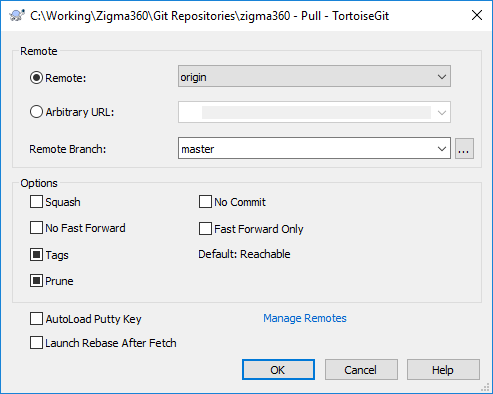 C:\Working\Zigma360\Git Repositories\zigma360 - Pull - TortoiseGit
Remote
Remote:
origin
Arbitrary URL:
Remote Branch:
master
...
Options
Squash
No Commit
No Fast Forward
Fast Forward Only
Tags
Default: Reachable
Prune
AutoLoad Putty Key
Manage Remotes
Launch Rebase After Fetch
OK
Cancel
Help